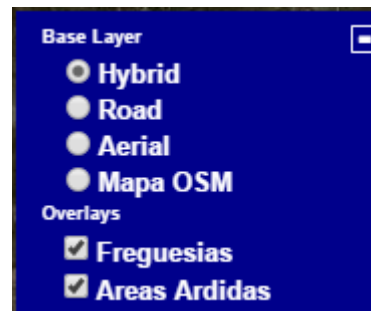 Base Layer
Hybrid
Road
Aerial
Mapa OSM
Overlays
Freguesias
Areas Ardidas